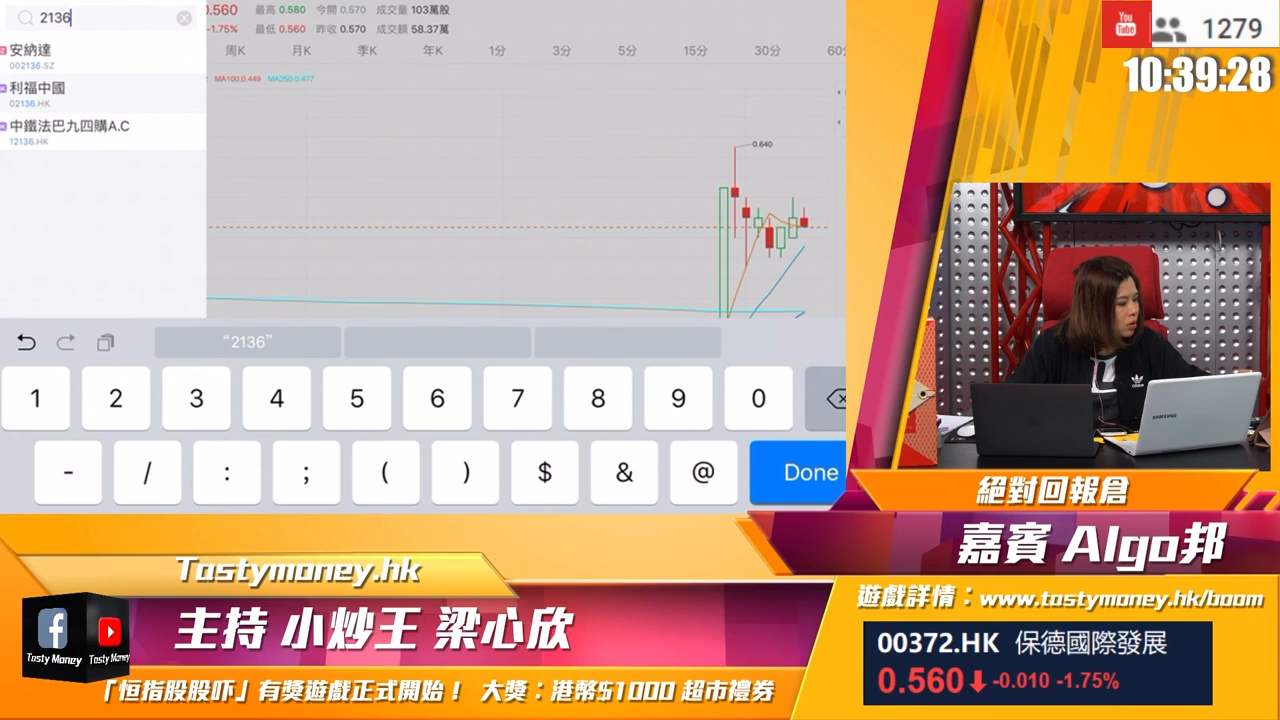 2136
安納達
002136.SZ
利福中國
02136.HK
中鐵法巴九四購A.C
12136.HK
0.560 最高 0.580 今開 0.570 成交量 103萬股
-1.75% 最低 0.560 昨收 0.570 成交額 58.37萬
周K 月K 季K 年K 1分 3分 5分 15分 30分
MA100:0.449 MA250:0.477
0.640
“2136”
1 2 3 4 5 6 7 8 9 0
- / : ; ( ) $ & @ Done
You Tube 1279
10:39:28
SAMSUNG
adidas
絕對回報倉
嘉賓 Algo邦
Tastymoney.hk
主持 小炒王 梁心欣
Tasty Money Tasty Money
「恒指股股吓」有獎遊戲正式開始！ 大獎：港幣$1000 超市禮券
遊戲詳情：www.tastymoney.hk/boom
00372.HK 保德國際發展
0.560 -0.010 -1.75%